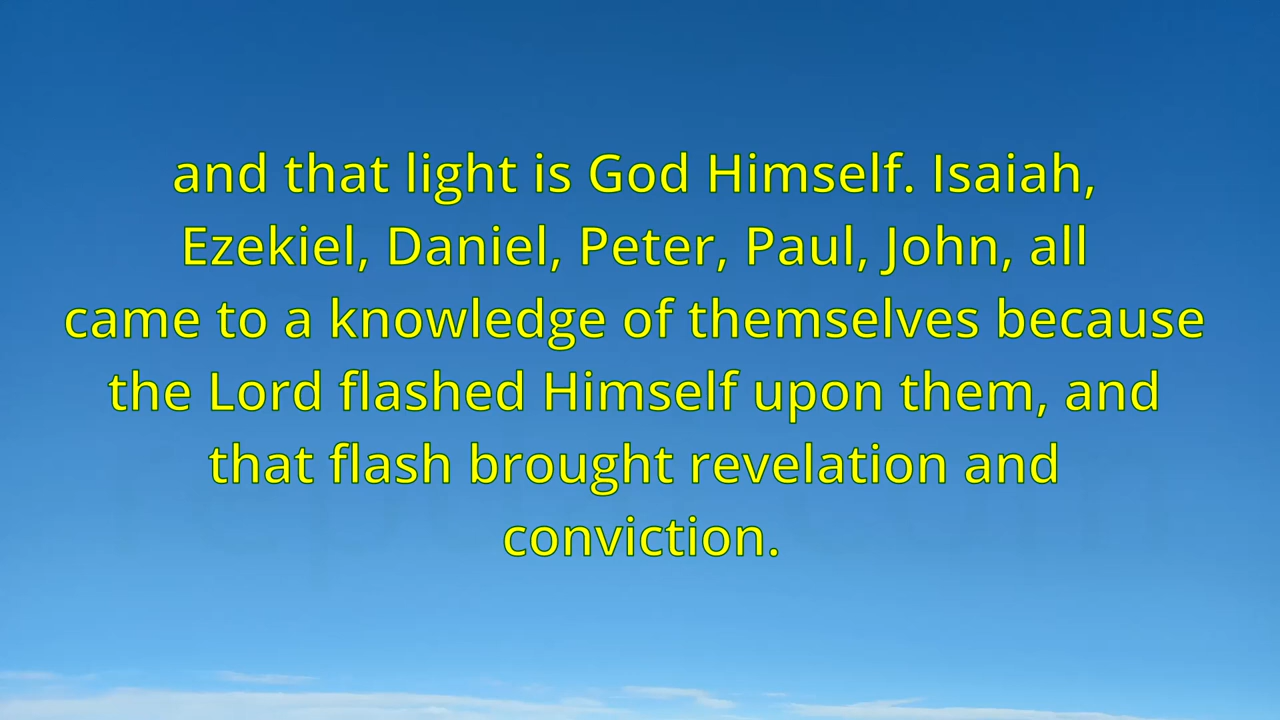 and that light is God Himself. Isaiah,
Ezekiel, Daniel, Peter, Paul, John, all
came to a knowledge of themselves because
the Lord flashed Himself upon them, and
that flash brought revelation and
conviction.